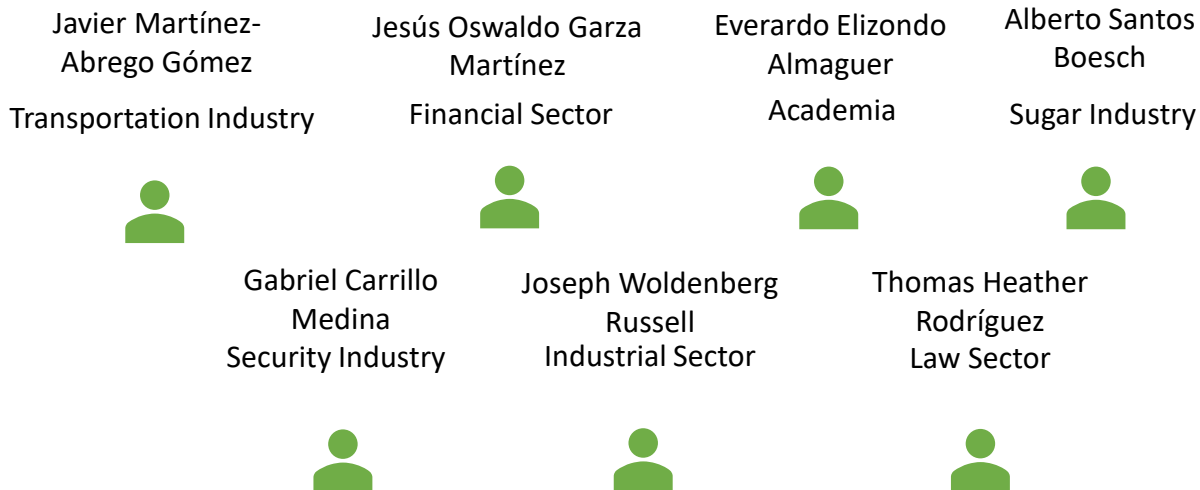 Javier Martínez-
Abrego Gómez
Transportation Industry
Jesús Oswaldo Garza
Martínez
Financial Sector
Everardo Elizondo
Almaguer
Academia
Alberto Santos
Boesch
Sugar Industry
Gabriel Carrillo
Medina
Security Industry
Joseph Woldenberg
Russell
Industrial Sector
Thomas Heather
Rodríguez
Law Sector